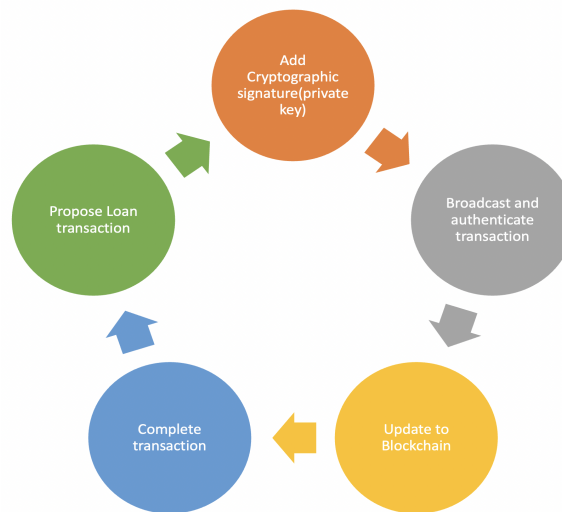 Add
Cryptographic
signature(private
key)
Broadcast and
authenticate
transaction
Update to
Blockchain
Complete
transaction
Propose Loan
transaction